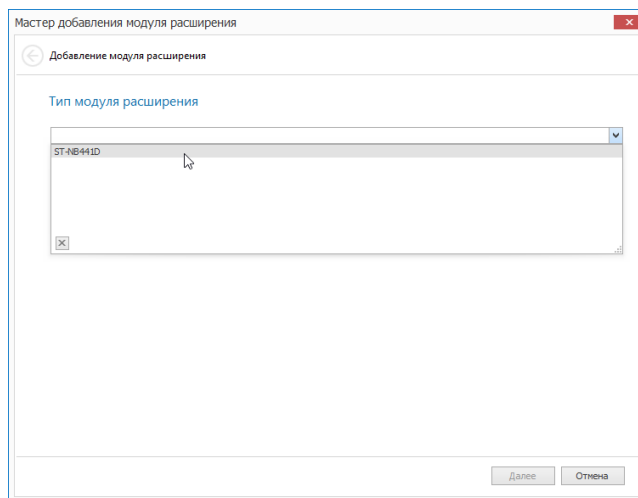 Мастер добавления модуля расширения
Добавление модуля расширения
Тип модуля расширения
ST-NB441D
Далее
Отмена